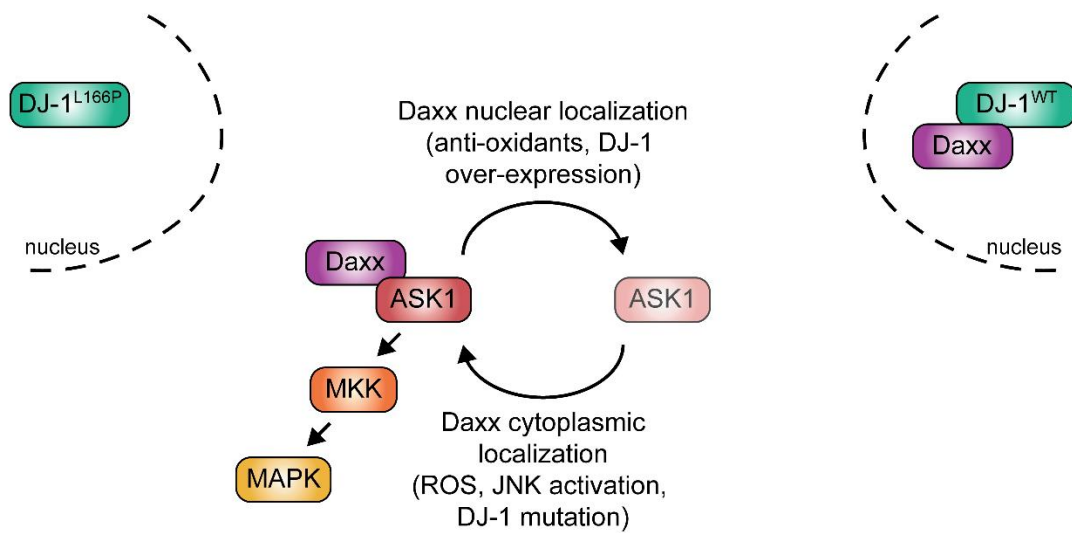 DJ-1L166P
nucleus
Daxx nuclear localization
(anti-oxidants, DJ-1
over-expression)
DJ-1WT
Daxx
nucleus
Daxx
ASK1
ASK1
MKK
MAPK
Daxx cytoplasmic
localization
(ROS, JNK activation,
DJ-1 mutation)